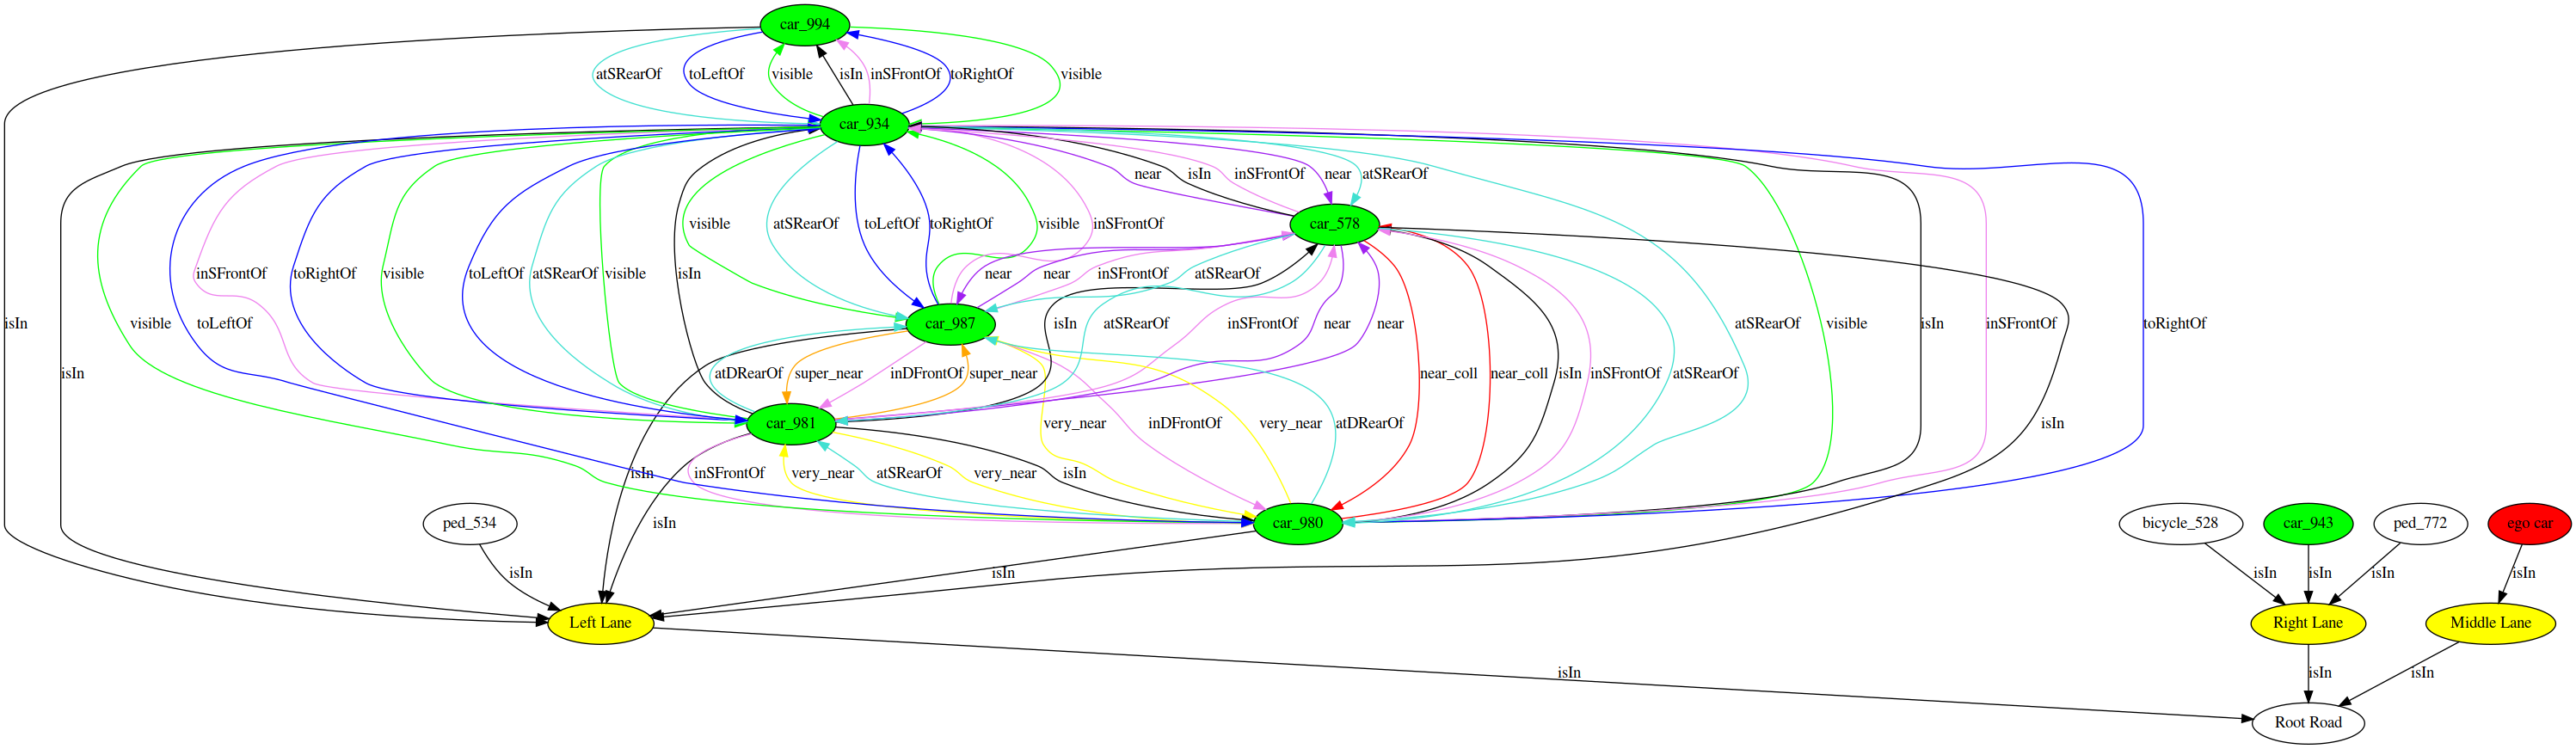 car_994
atSRearOf toLeftOf visible isIn inSFrontOf toRightOf visible
car_934
near isIn inSFrontOf near atSRearOf
visible atSRearOf toLeftOf toRightOf visible inSFrontOf car_578
inSFrontOf toRightOf visible toLeftOf atSRearOf visible isIn near near inSFrontOf atSRearOf
isIn visible toLeftOf car_987 isIn atSRearOf inSFrontOf near near atSRearOf visible isIn inSFrontOf toRightOf
isIn atDRearOf super_near inDFrontOf super_near near_coll near_coll isIn inSFrontOf atSRearOf
car_981 very_near inDFrontOf very_near atDRearOf isIn
isIn inSFrontOf very_near atSRearOf very_near isIn
ped_534 isIn car_980 bicycle_528 car_943 ped_772 ego car
isIn isIn isIn isIn isIn isIn
Left Lane Right Lane Middle Lane
isIn isIn isIn
Root Road